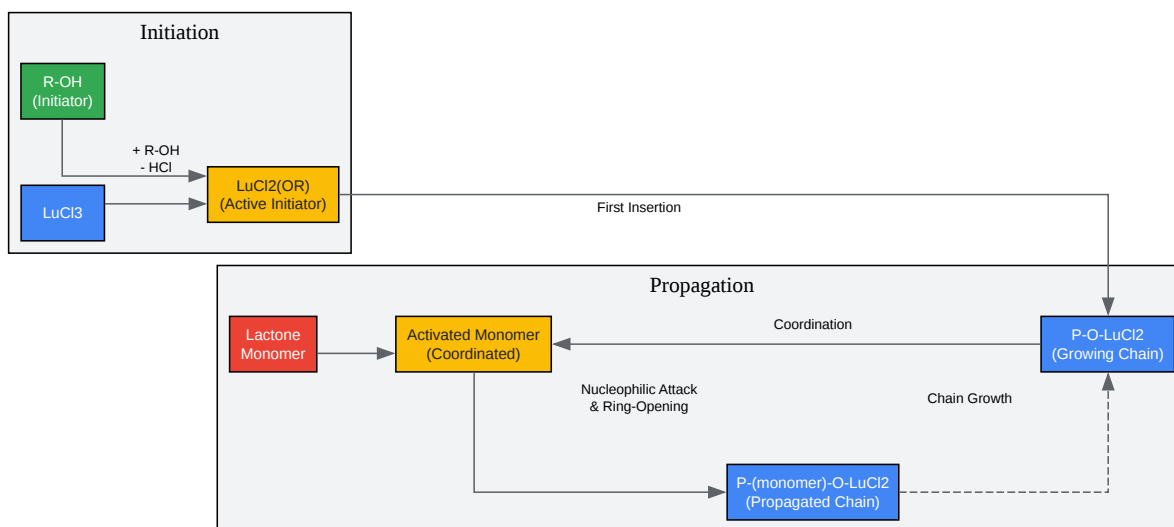 Initiation
R-OH
(Initiator)
+ R-OH
- HCl
LuCl3
LuCl2(OR)
(Active Initiator)
First Insertion
Propagation
Lactone
Monomer
Activated Monomer
(Coordinated)
Coordination
P-O-LuCl2
(Growing Chain)
Nucleophilic Attack
& Ring-Opening
Chain Growth
P-(monomer)-O-LuCl2
(Propagated Chain)